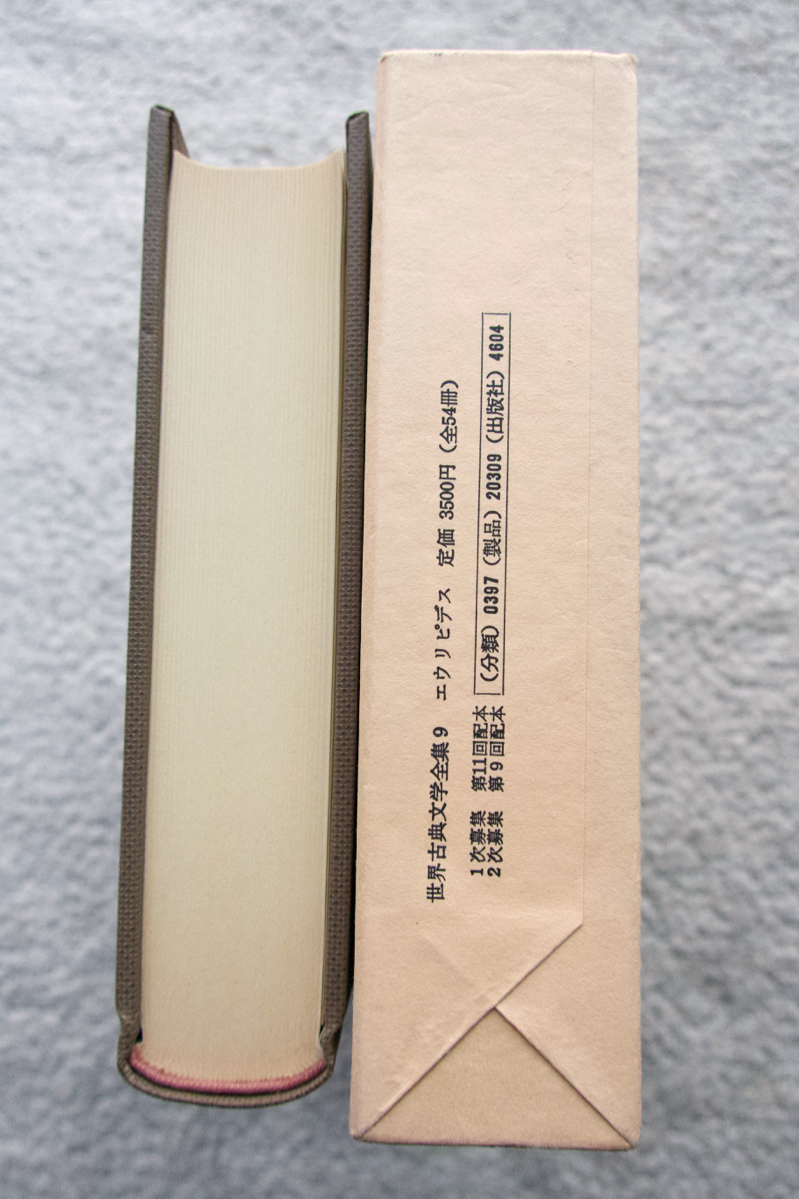 世界古典文学全集9 エウリピデス 定価 3500円（全54冊）
1次募集 第11回配本
2次募集 第9回配本
（分類）0397（製品）20309（出版社）4604